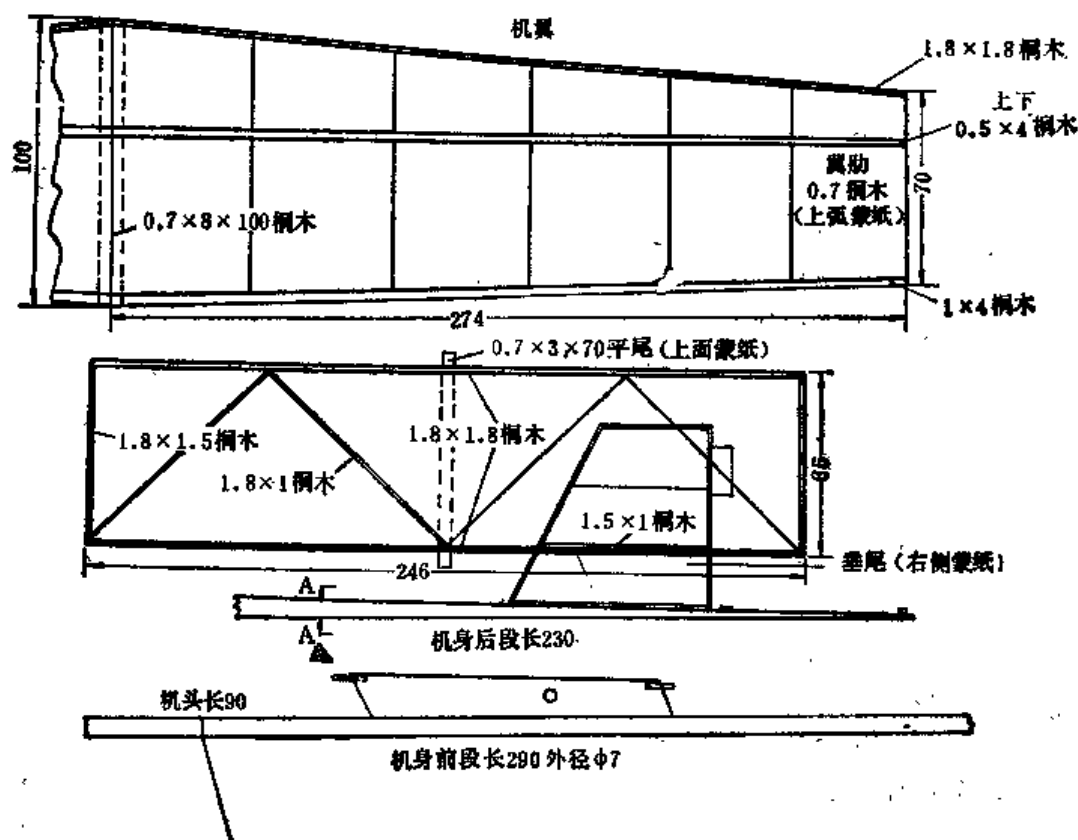 机翼
1.8×1.8桐木
上下
0.5×4桐木
100
70
翼肋
0.7桐木
(上弧蒙纸)
0.7×8×100桐木
1×4桐木
274
0.7×3×70平尾(上面蒙纸)
1.8×1.5桐木
1.8×1.8桐木
1.8×1桐木
65
1.5×1桐木
246
垂尾(右侧蒙纸)
A
A
机身后段长230
机头长90
机身前段长290外径φ7